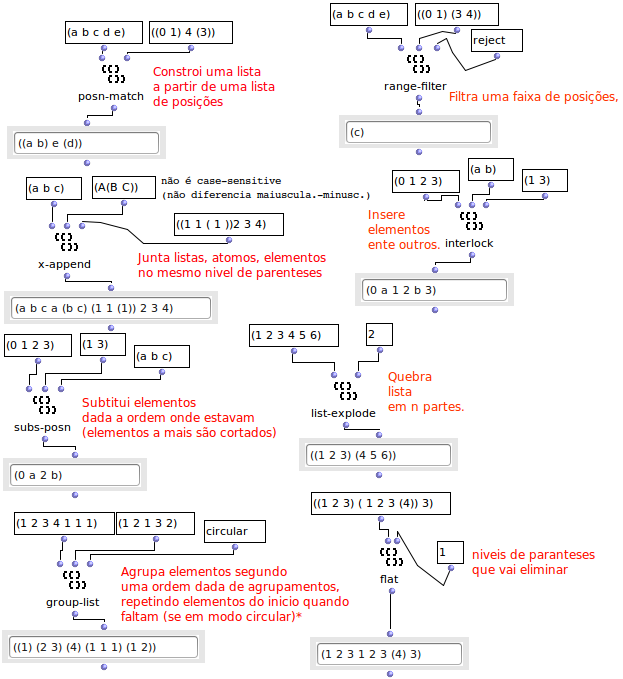 (a b c d e)
((0 1) 4 (3))
posn-match
Constroi uma lista
a partir de uma lista
de posições
((a b) e (d))
(a b c d e)
((0 1) (3 4))
reject
range-filter
Filtra uma faixa de posições,
(c)
(a b c)
(A(B C))
não é case-sensitive
(não diferencia maiuscula.-minusc.)
((1 1 ( 1 ))2 3 4)
x-append
Junta listas, atomos, elementos
no mesmo nivel de parenteses
(a b c a (b c) (1 1 (1)) 2 3 4)
(0 1 2 3)
(a b)
(1 3)
Insere
elementos
ente outros.
interlock
(0 a 1 2 b 3)
(0 1 2 3)
(1 3)
(a b c)
subs-posn
Subtitui elementos
dada a ordem onde estavam
(elementos a mais são cortados)
(0 a 2 b)
(1 2 3 4 5 6)
2
list-explode
Quebra
lista
em n partes.
((1 2 3) (4 5 6))
(1 2 3 4 1 1 1)
(1 2 1 3 2)
circular
group-list
Agrupa elementos segundo
uma ordem dada de agrupamentos,
repetindo elementos do inicio quando
faltam (se em modo circular)*
((1) (2 3) (4) (1 1 1) (1 2))
((1 2 3) ( 1 2 3 (4)) 3)
1
flat
niveis de paranteses
que vai eliminar
(1 2 3 1 2 3 (4) 3)